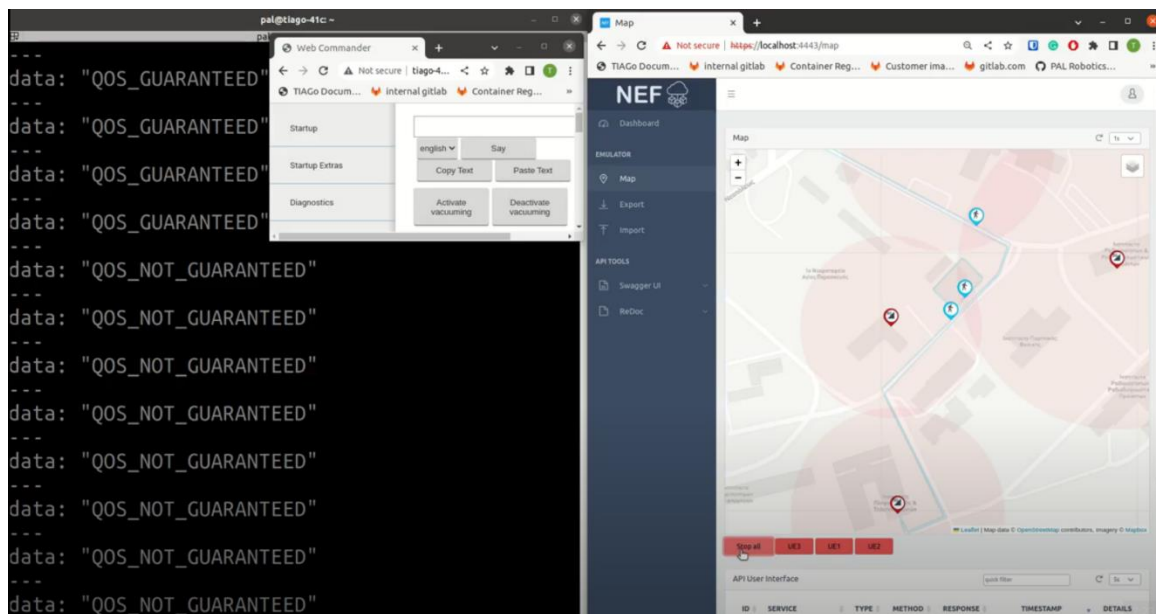 pal@tiago-41c: ~
---
data: "QOS_GUARANTEED"
---
data: "QOS_GUARANTEED"
---
data: "QOS_GUARANTEED"
---
data: "QOS_GUARANTEED"
---
data: "QOS_NOT_GUARANTEED"
---
data: "QOS_NOT_GUARANTEED"
---
data: "QOS_NOT_GUARANTEED"
---
data: "QOS_NOT_GUARANTEED"
---
data: "QOS_NOT_GUARANTEED"
---
data: "QOS_NOT_GUARANTEED"
---
data: "QOS_NOT_GUARANTEED"
---
data: "QOS_NOT_GUARANTEED"
Web Commander
Not secure | tiago-4...
TIAGo Docum... internal gitlab Container Reg... »
Startup
Startup Extras
Diagnostics
english Say
Copy Text Paste Text
Activate vacuuming
Deactivate vacuuming
Map
Not secure | https://localhost:4443/map
TIAGo Docum... internal gitlab Container Reg... Customer ima... gitlab.com PAL Robotics... »
NEF
Dashboard
EMULATOR
Map
Export
Import
API TOOLS
Swagger UI
ReDoc
Map
1s
+
−
Leaflet | Map data © OpenStreetMap contributors, Imagery © Mapbox
Stop all UE3 UE1 UE2
API User Interface
quick filter
5s
ID SERVICE TYPE METHOD RESPONSE TIMESTAMP DETAILS